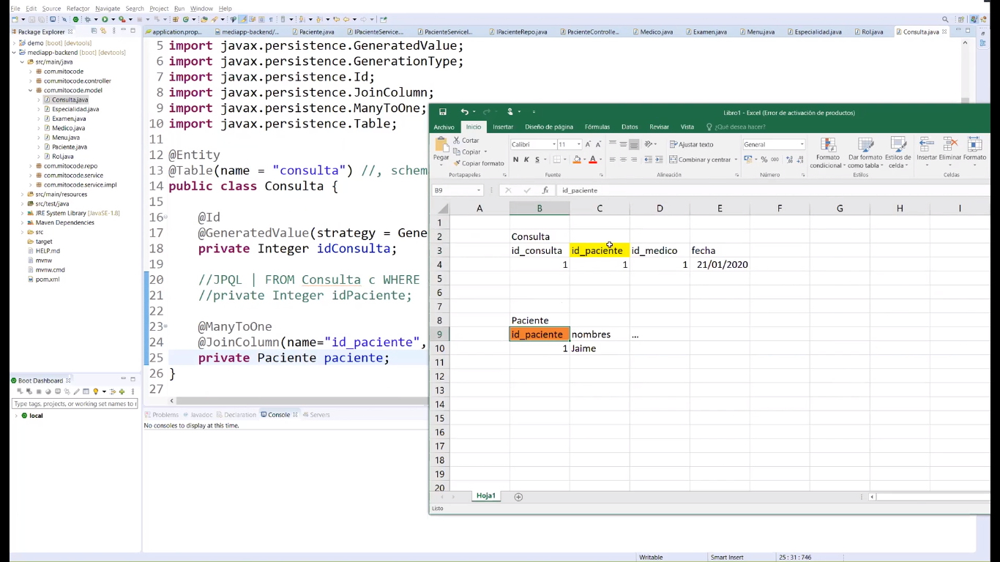 File Edit Source Refactor Navigate Search Project Run Window Help
Package Explorer
demo [boot] [devtools]
mediapp-backend [boot] [devtools]
src/main/java
com.mitocode
com.mitocode.controller
com.mitocode.model
Consulta.java
Especialidad.java
Examen.java
Medico.java
Menu.java
Paciente.java
Rol.java
com.mitocode.repo
com.mitocode.service
com.mitocode.service.impl
src/main/resources
src/test/java
JRE System Library [JavaSE-1.8]
Maven Dependencies
src
target
HELP.md
mvnw
mvnw.cmd
pom.xml
Boot Dashboard
Type tags, projects, or working set names to r
local
application.prop...
mediapp-backend/...
Paciente.java
IPacienteService....
PacienteServiceI...
IPacienteRepo.java
PacienteControlle...
Medico.java
Examen.java
Menu.java
Especialidad.java
Rol.java
Consulta.java
5 import javax.persistence.GeneratedValue;
6 import javax.persistence.GenerationType;
7 import javax.persistence.Id;
8 import javax.persistence.JoinColumn;
9 import javax.persistence.ManyToOne;
10 import javax.persistence.Table;
11
12 @Entity
13 @Table(name = "consulta") //, schem
14 public class Consulta {
15
16 @Id
17 @GeneratedValue(strategy = Gene
18 private Integer idConsulta;
19
20 //JPQL | FROM Consulta c WHERE
21 //private Integer idPaciente;
22
23 @ManyToOne
24 @JoinColumn(name="id_paciente",
25 private Paciente paciente;
26 }
27
Problems Javadoc Declaration Console Servers
No consoles to display at this time.
Writable Smart Insert 25 : 31 : 746
Libro1 - Excel (Error de activación de productos)
Archivo Inicio Insertar Diseño de página Fórmulas Datos Revisar Vista ¿Qué desea hacer?
Pegar
Cortar
Copiar
Copiar formato
Portapapeles
Calibri 11
N K S
Fuente
Ajustar texto
Combinar y centrar
Alineación
General
% 000
Número
Formato condicional
Dar formato como tabla
Estilos de celda
Estilos
Insertar Eliminar Formato
Celdas
B9 fx id_paciente
A B C D E F G H I
1
2 Consulta
3 id_consulta id_paciente id_medico fecha
4 1 1 1 21/01/2020
5
6
7
8 Paciente
9 id_paciente nombres ...
10 1 Jaime
11
12
13
14
15
16
17
18
19
20
Hoja1
Listo